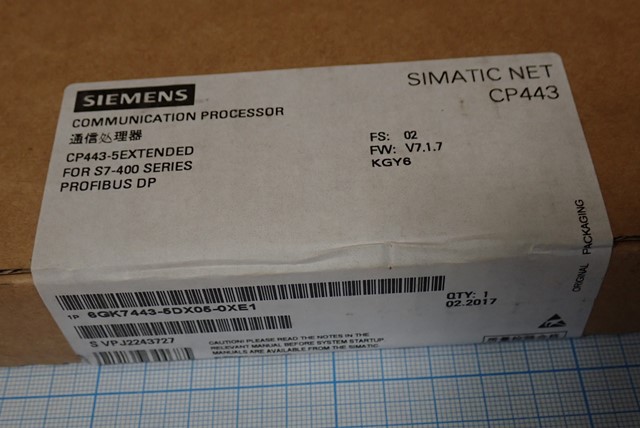 SIEMENS
SIMATIC NET
CP443
COMMUNICATION PROCESSOR
通信处理器
CP443-5EXTENDED
FOR S7-400 SERIES
PROFIBUS DP
FS: 02
FW: V7.1.7
KGY6
ORIGINAL PACKAGING
1P 6GK7443-5DX05-0XE1
QTY: 1
02.2017
S VPJ2243727
CAUTION! PLEASE READ THE NOTES IN THE
RELEVANT MANUAL BEFORE SYSTEM STARTUP
MANUALS ARE AVAILABLE FROM THE SIMATIC